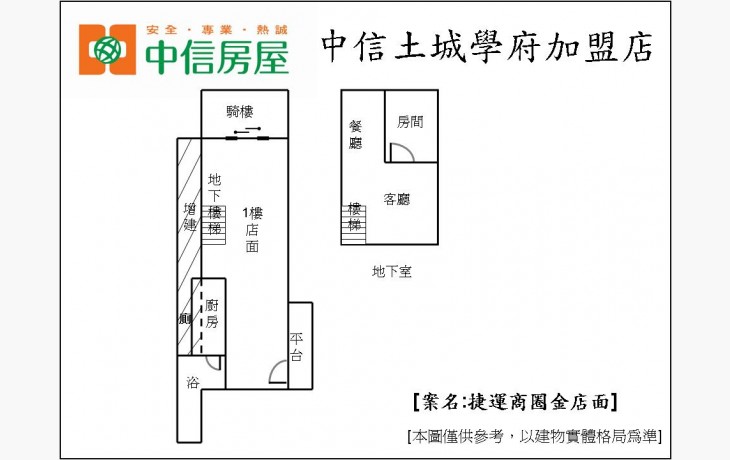 安全・專業・熱誠
中信房屋
中信土城學府加盟店
騎樓
地下樓梯
1樓店面
增建
廚房
廁
浴
平台
餐廳
房間
客廳
樓梯
地下室
[案名:捷運商圈金店面]
[本圖僅供參考，以建物實體格局為準]